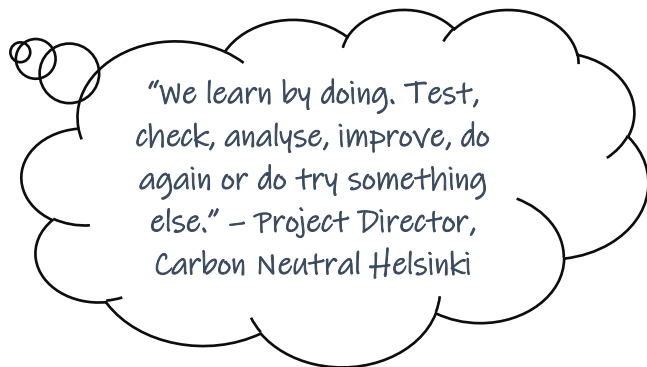 “We learn by doing. Test,
check, analyse, improve, do
again or do try something
else.” – Project Director,
Carbon Neutral Helsinki